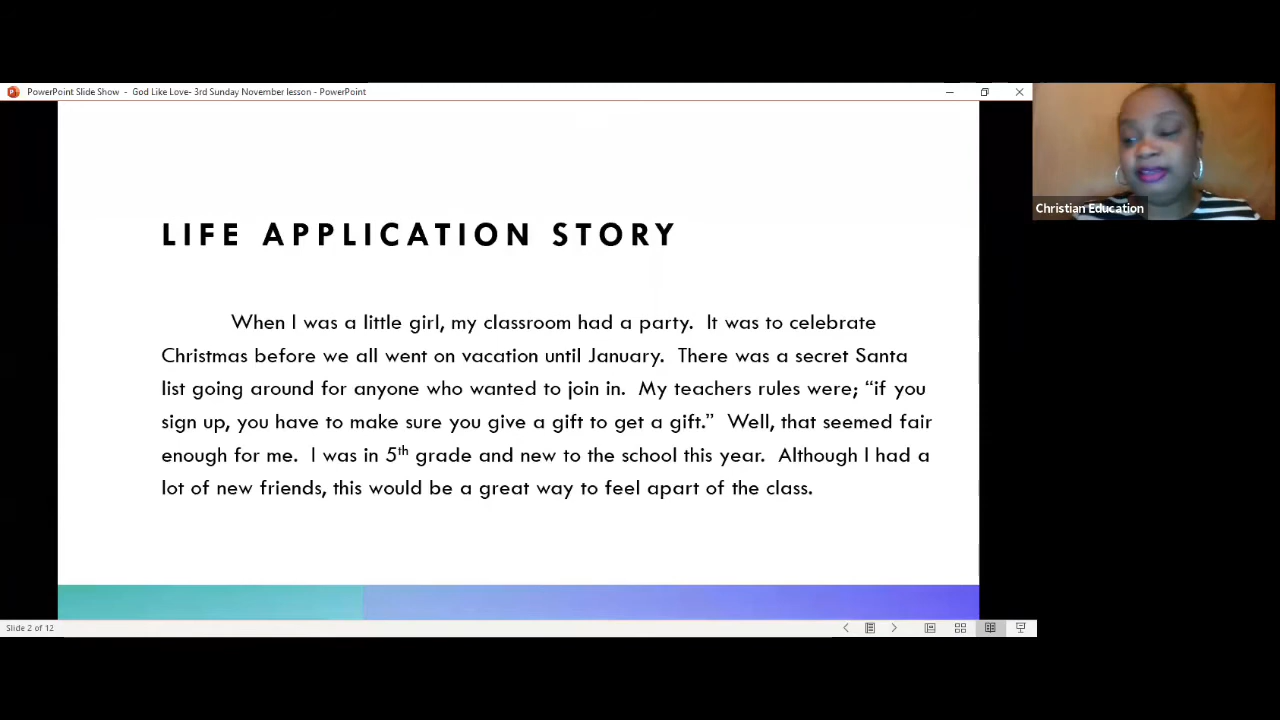 PowerPoint Slide Show - God Like Love- 3rd Sunday November lesson - PowerPoint
Christian Education
LIFE APPLICATION STORY
When I was a little girl, my classroom had a party. It was to celebrate
Christmas before we all went on vacation until January. There was a secret Santa
list going around for anyone who wanted to join in. My teachers rules were; “if you
sign up, you have to make sure you give a gift to get a gift.” Well, that seemed fair
enough for me. I was in 5th grade and new to the school this year. Although I had a
lot of new friends, this would be a great way to feel apart of the class.
Slide 2 of 12